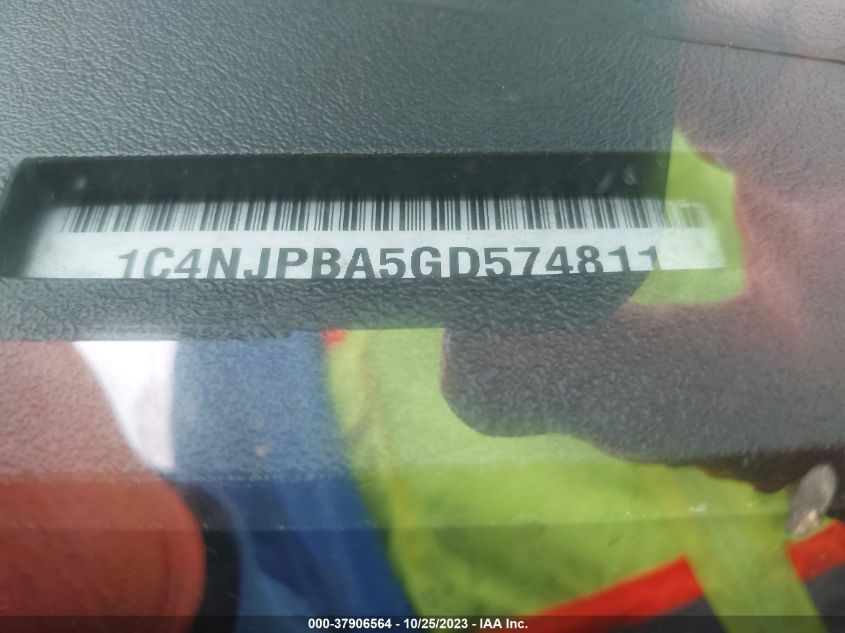 1C4NJPBA5GD574811
000-37906564 - 10/25/2023 - IAA Inc.